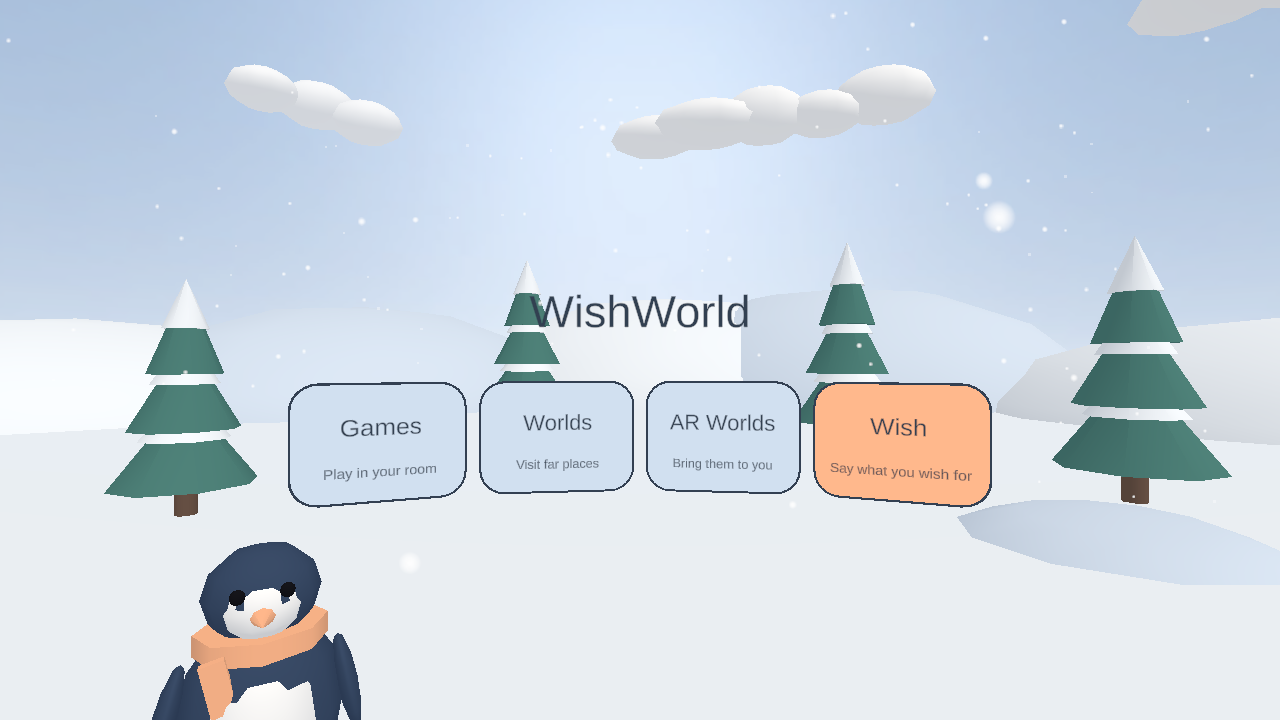 WishWorld
Games
Play in your room
Worlds
Visit far places
AR Worlds
Bring them to you
Wish
Say what you wish for